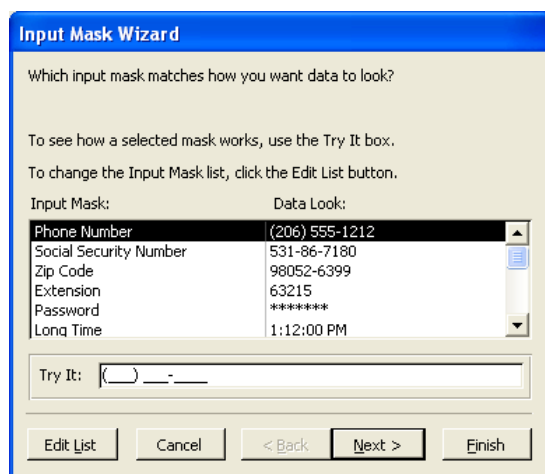 Input Mask Wizard
Which input mask matches how you want data to look?
To see how a selected mask works, use the Try It box.
To change the Input Mask list, click the Edit List button.
Input Mask: Data Look:
Phone Number (206) 555-1212
Social Security Number 531-86-7180
Zip Code 98052-6399
Extension 63215
Password *******
Long Time 1:12:00 PM
Try It: (___) ___-____
Edit List Cancel < Back Next > Finish